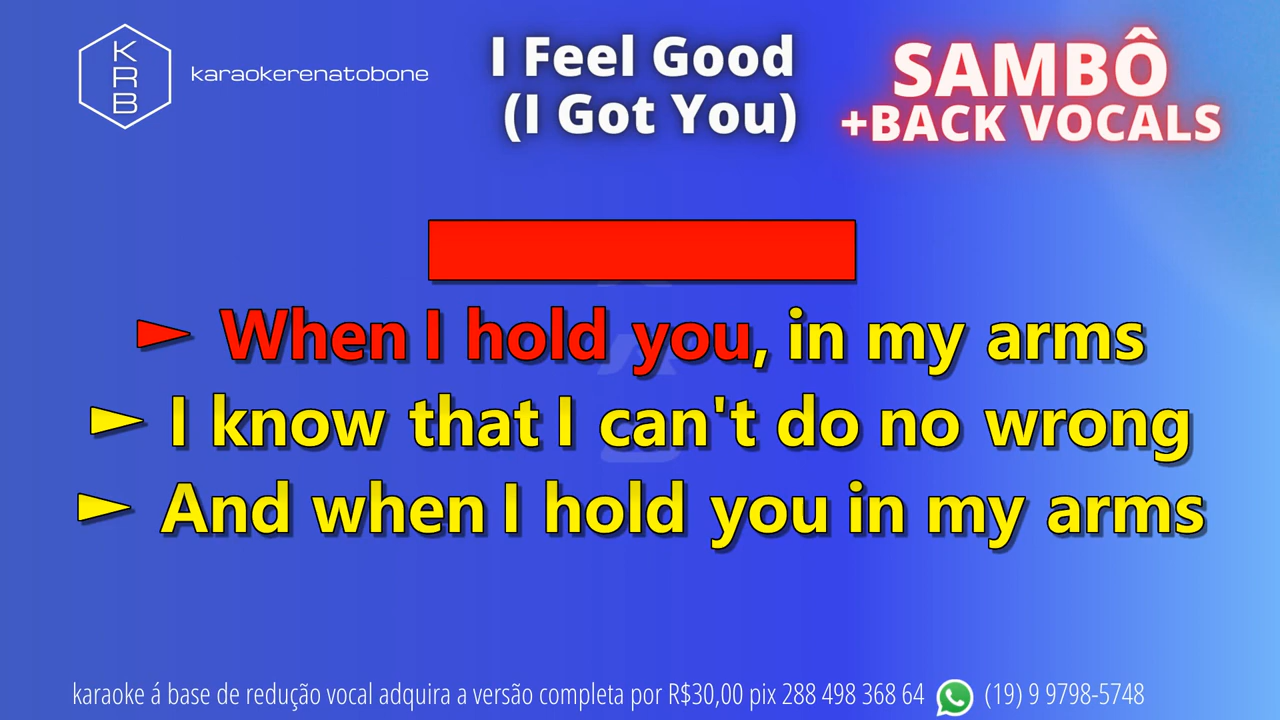 KRB
karaokerenatobone
I Feel Good
(I Got You)
SAMBÔ
+BACK VOCALS
► When I hold you, in my arms
► I know that I can't do no wrong
► And when I hold you in my arms
karaoke á base de redução vocal adquira a versão completa por R$30,00 pix 288 498 368 64 (19) 9 9798-5748